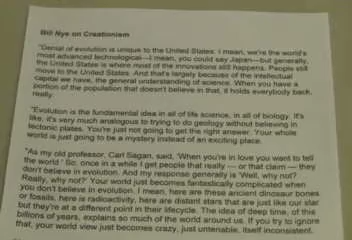 Bill Nye on Creationism
"Denial of evolution is unique to the United States. I mean, we're the world's
most advanced technological—I mean, you could say Japan—but generally,
the United States is where most of the innovations still happens. People still
move to the United States. And that's largely because of the intellectual
capital we have, the general understanding of science. When you have a
portion of the population that doesn't believe in that, it holds everybody back,
really.
"Evolution is the fundamental idea in all of life science, in all of biology. It's
like, it's very much analogous to trying to do geology without believing in
tectonic plates. You're just not going to get the right answer. Your whole
world is just going to be a mystery instead of an exciting place.
"As my old professor, Carl Sagan, said, 'When you're in love you want to tell
the world.' So, once in a while I get people that really — or that claim — they
don't believe in evolution. And my response generally is 'Well, why not?
Really, why not?' Your world just becomes fantastically complicated when
you don't believe in evolution. I mean, here are these ancient dinosaur bones
or fossils, here is radioactivity, here are distant stars that are just like our star
but they're at a different point in their lifecycle. The idea of deep time, of this
billions of years, explains so much of the world around us. If you try to ignore
that, your world view just becomes crazy, just untenable, itself inconsistent.